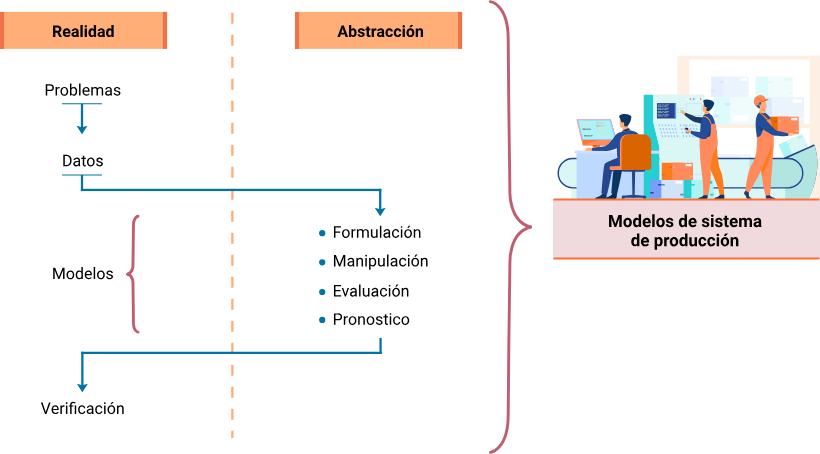 Realidad
Abstracción
Problemas
Datos
Formulación
Manipulación
Modelos
Evaluación
Pronostico
Verificación
Modelos de sistema
de producción